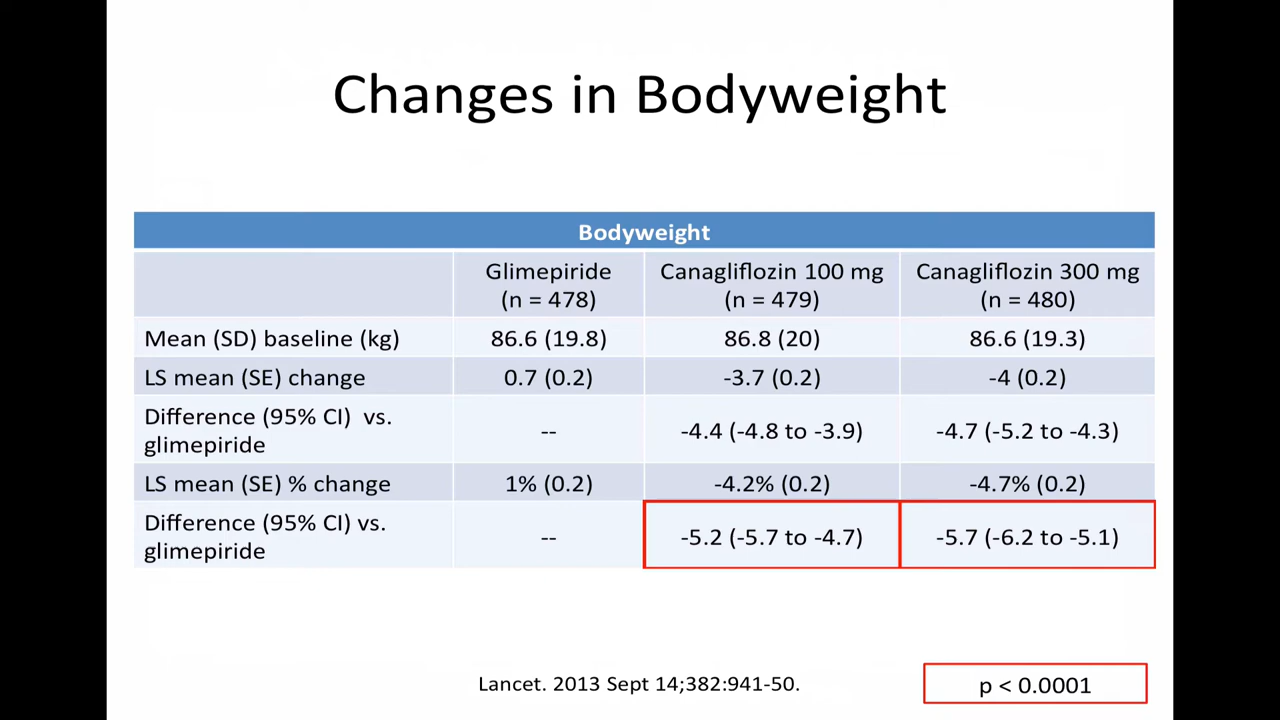 Changes in Bodyweight
Bodyweight
Glimepiride
(n = 478)
Canagliflozin 100 mg
(n = 479)
Canagliflozin 300 mg
(n = 480)
Mean (SD) baseline (kg)
86.6 (19.8)
86.8 (20)
86.6 (19.3)
LS mean (SE) change
0.7 (0.2)
-3.7 (0.2)
-4 (0.2)
Difference (95% CI)  vs.
glimepiride
--
-4.4 (-4.8 to -3.9)
-4.7 (-5.2 to -4.3)
LS mean (SE) % change
1% (0.2)
-4.2% (0.2)
-4.7% (0.2)
Difference (95% CI) vs.
glimepiride
--
-5.2 (-5.7 to -4.7)
-5.7 (-6.2 to -5.1)
Lancet. 2013 Sept 14;382:941-50.
p < 0.0001